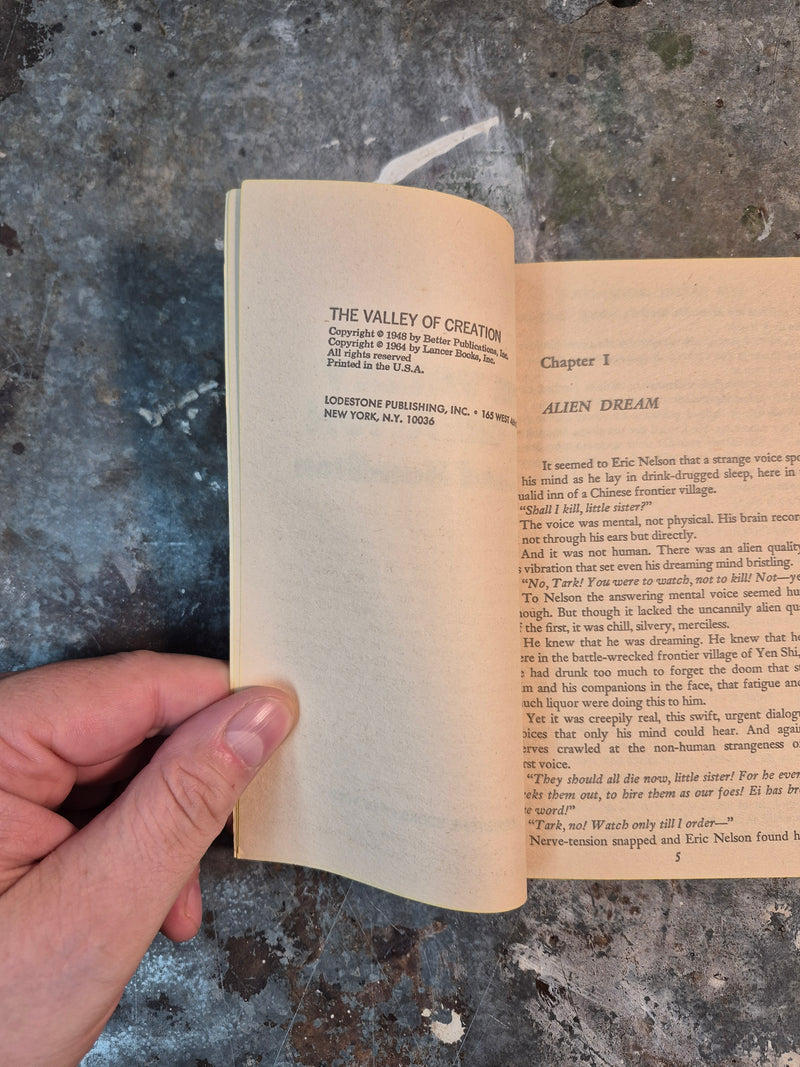 THE VALLEY OF CREATION
Copyright © 1948 by Better Publications, Inc.
Copyright © 1964 by Lancer Books, Inc.
All rights reserved
Printed in the U.S.A.
LODESTONE PUBLISHING, INC. • 165 WEST
NEW YORK, N.Y. 10036
Chapter I
ALIEN DREAM
It seemed to Eric Nelson that a strange voice
his mind as he lay in drink-drugged sleep, here in
inn of a Chinese frontier village.
“Shall I kill, little sister?”
The voice was mental, not physical. His brain
not through his ears but directly.
And it was not human. There was an alien quality
vibration that set even his dreaming mind bristling.
“No, Tark! You were to watch, not to kill! Not—
To Nelson the answering mental voice seemed
But though it lacked the uncannily alien
the first, it was chill, silvery, merciless.
He knew that he was dreaming. He knew that he
in the battle-wrecked frontier village of Yen Shi,
had drunk too much to forget the doom that
and his companions in the face, that fatigue and
liquor were doing this to him.
Yet it was creepily real, this swift, urgent
that only his mind could hear. And
crawled at the non-human strangeness
voice.
“They should all die now, little sister! For he
them out, to hire them as our foes! Ei has
word!”
“Tark, no! Watch only till I order—”
Nerve-tension snapped and Eric Nelson found
5